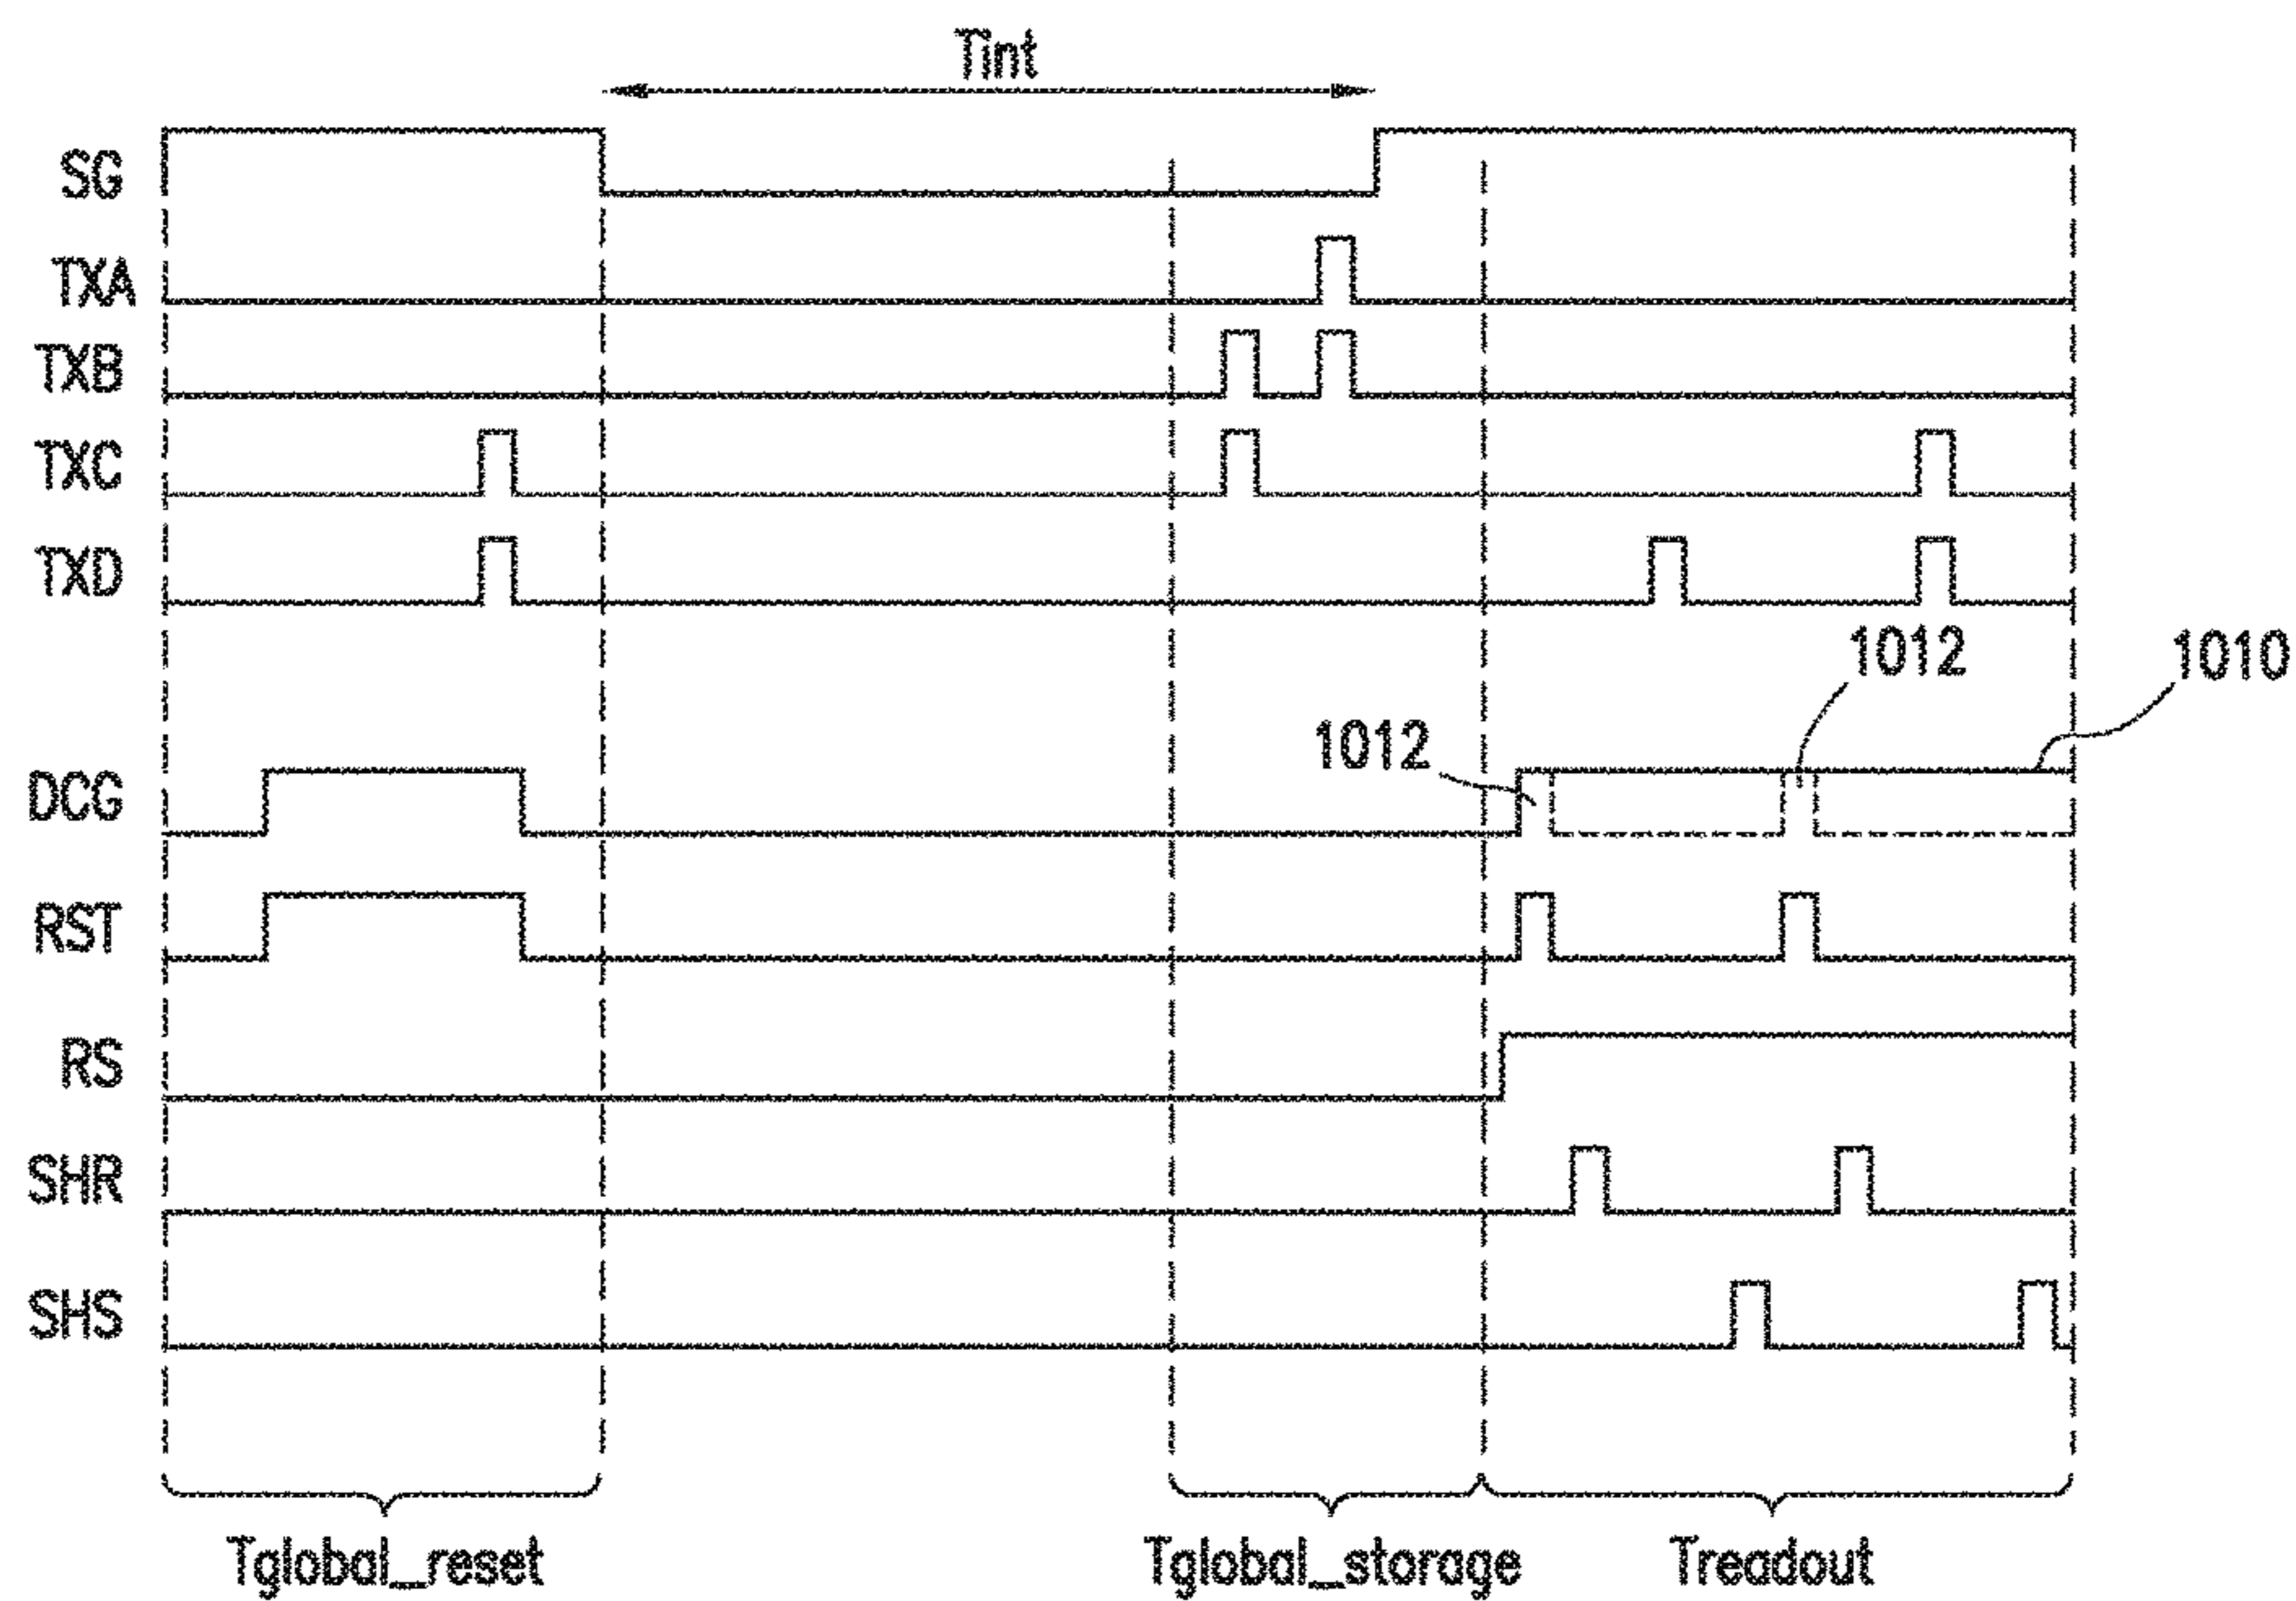 Tint
SG
TXA
TXB
TXC
TXD
1012
1010
1012
DCG
RST
RS
SHR
SHS
Tglobal_reset
Tglobal_storage
Treadout